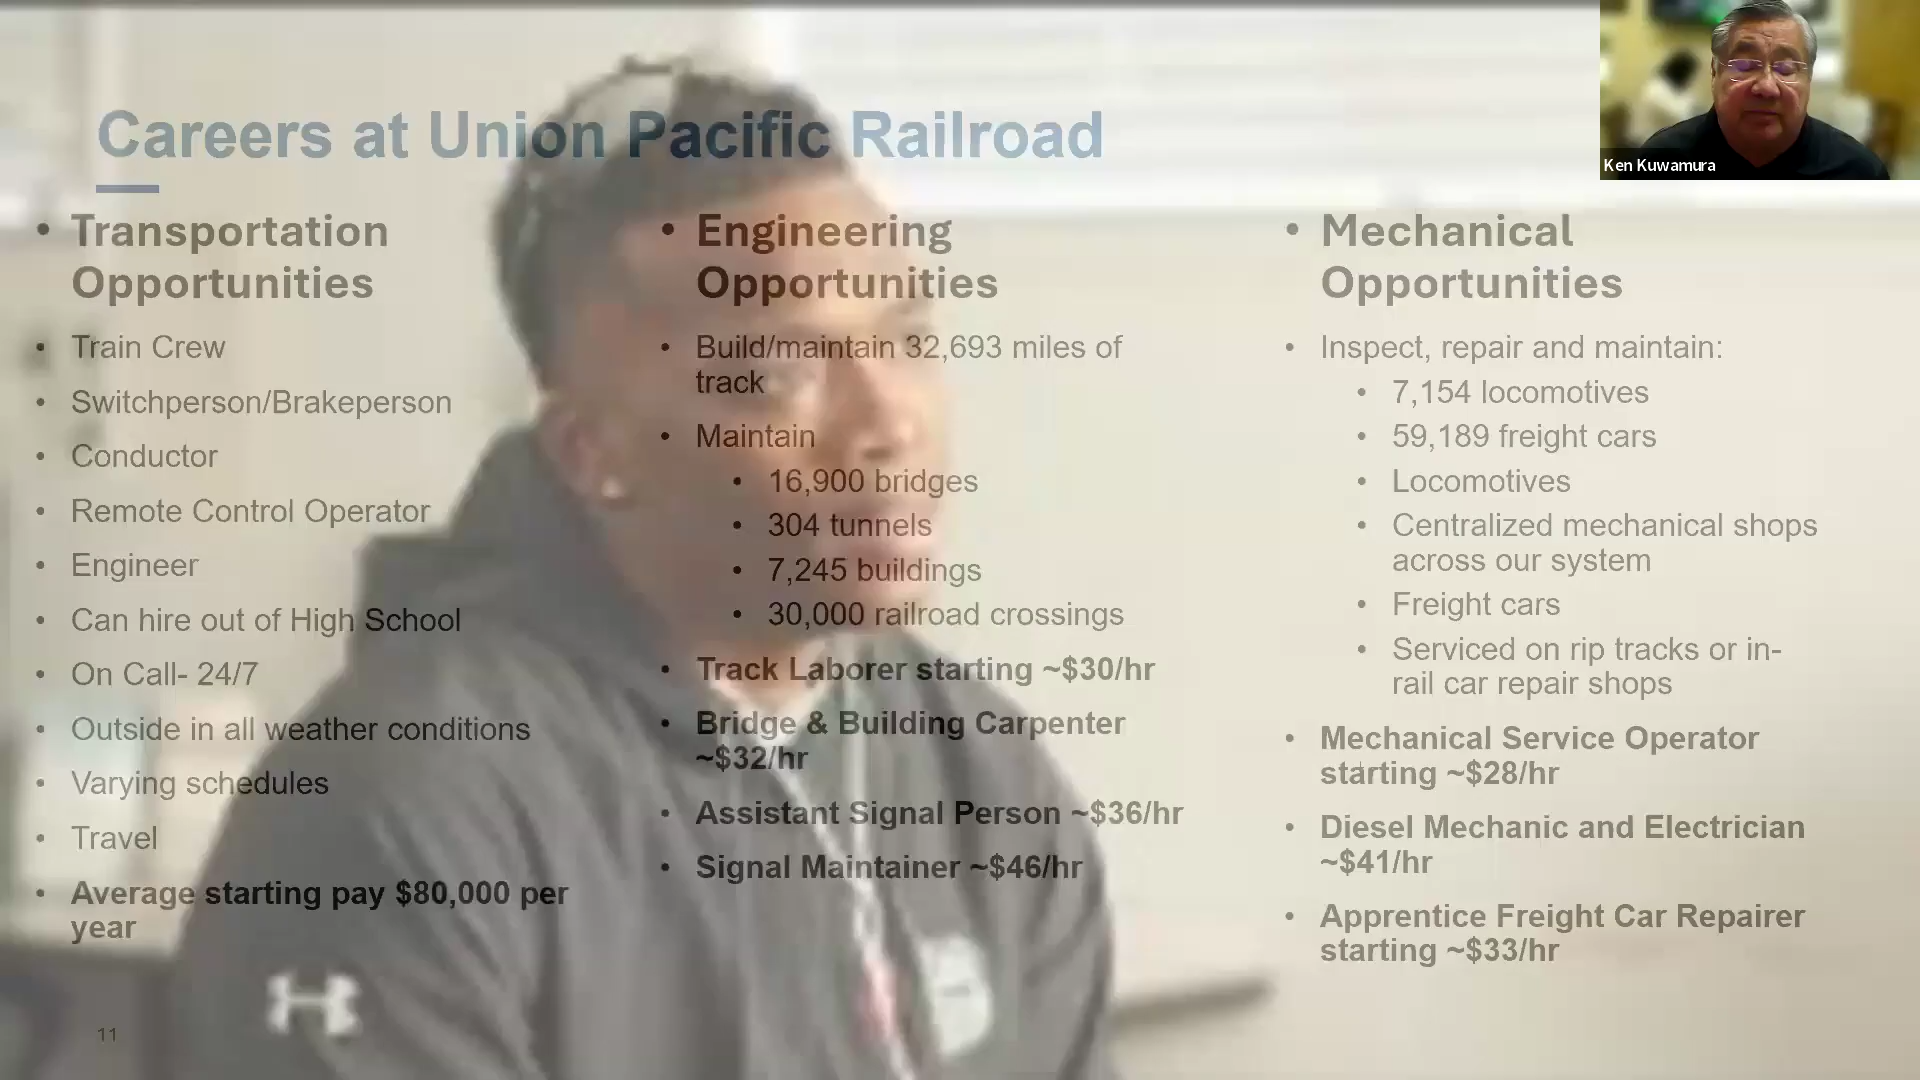 Careers at Union Pacific Railroad
Ken Kuwamura
• Transportation
Opportunities
• Train Crew
• Switchperson/Brakeperson
• Conductor
• Remote Control Operator
• Engineer
• Can hire out of High School
• On Call- 24/7
• Outside in all weather conditions
• Varying schedules
• Travel
• Average starting pay $80,000 per
year
• Engineering
Opportunities
• Build/maintain 32,693 miles of
track
• Maintain
• 16,900 bridges
• 304 tunnels
• 7,245 buildings
• 30,000 railroad crossings
• Track Laborer starting ~$30/hr
• Bridge & Building Carpenter
~$32/hr
• Assistant Signal Person ~$36/hr
• Signal Maintainer ~$46/hr
• Mechanical
Opportunities
• Inspect, repair and maintain:
• 7,154 locomotives
• 59,189 freight cars
• Locomotives
• Centralized mechanical shops
across our system
• Freight cars
• Serviced on rip tracks or in-
rail car repair shops
• Mechanical Service Operator
starting ~$28/hr
• Diesel Mechanic and Electrician
~$41/hr
• Apprentice Freight Car Repairer
starting ~$33/hr
11